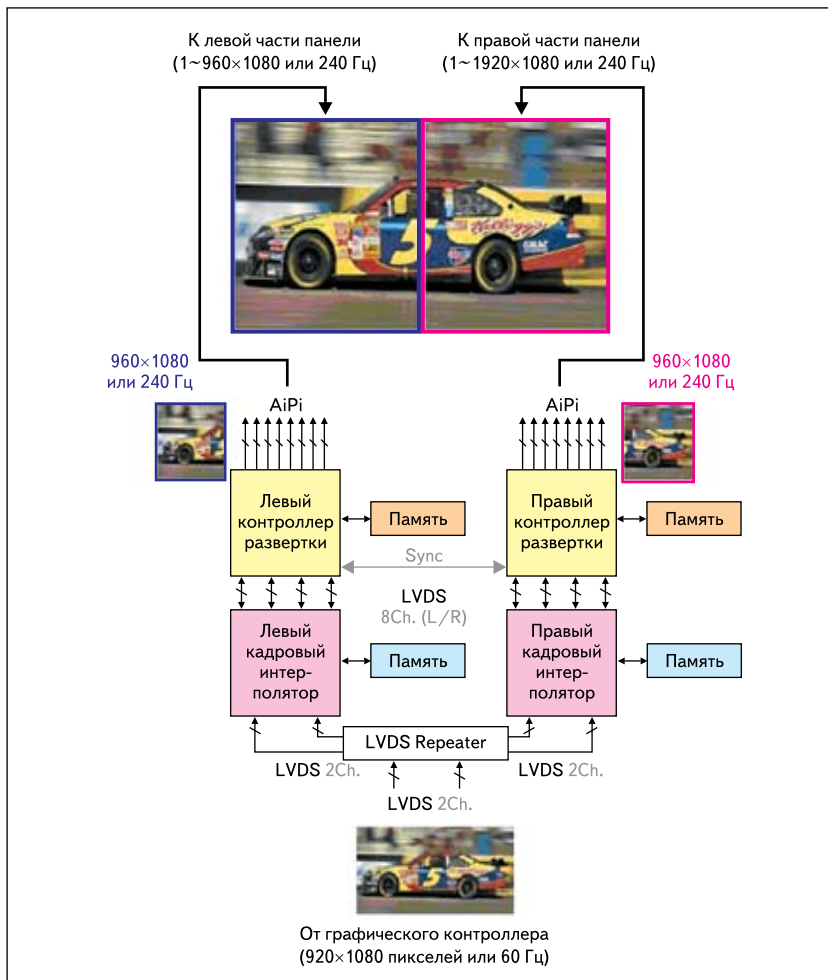 К левой части панели
(1~960×1080 или 240 Гц)
К правой части панели
(1~1920×1080 или 240 Гц)
5
Kellogg's
960×1080
или 240 Гц
960×1080
или 240 Гц
AiPi
AiPi
Левый
контроллер
развертки
Память
Правый
контроллер
развертки
Память
Sync
LVDS
8Ch. (L/R)
Левый
кадровый
интер-
полятор
Память
Правый
кадровый
интер-
полятор
Память
LVDS Repeater
LVDS 2Ch.
LVDS 2Ch.
LVDS 2Ch.
5
От графического контроллера
(920×1080 пикселей или 60 Гц)